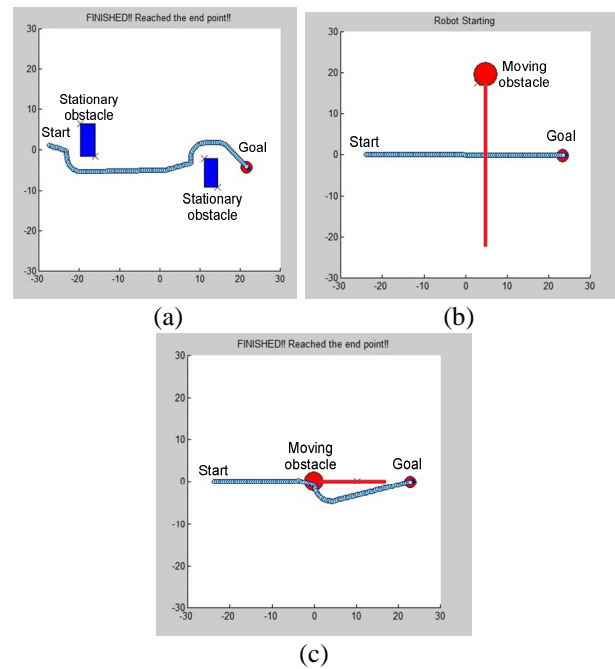 FINISHED!! Reached the end point!!
30
20
10
0
-10
-20
-30
-30 -20 -10 0 10 20 30
Stationary
obstacle
Start
Goal
Stationary
obstacle
(a)
Robot Starting
30
20
10
0
-10
-20
-30
-30 -20 -10 0 10 20 30
Moving
obstacle
Start
Goal
(b)
FINISHED!! Reached the end point!!
30
20
10
0
-10
-20
-30
-30 -20 -10 0 10 20 30
Moving
obstacle
Start
Goal
(c)